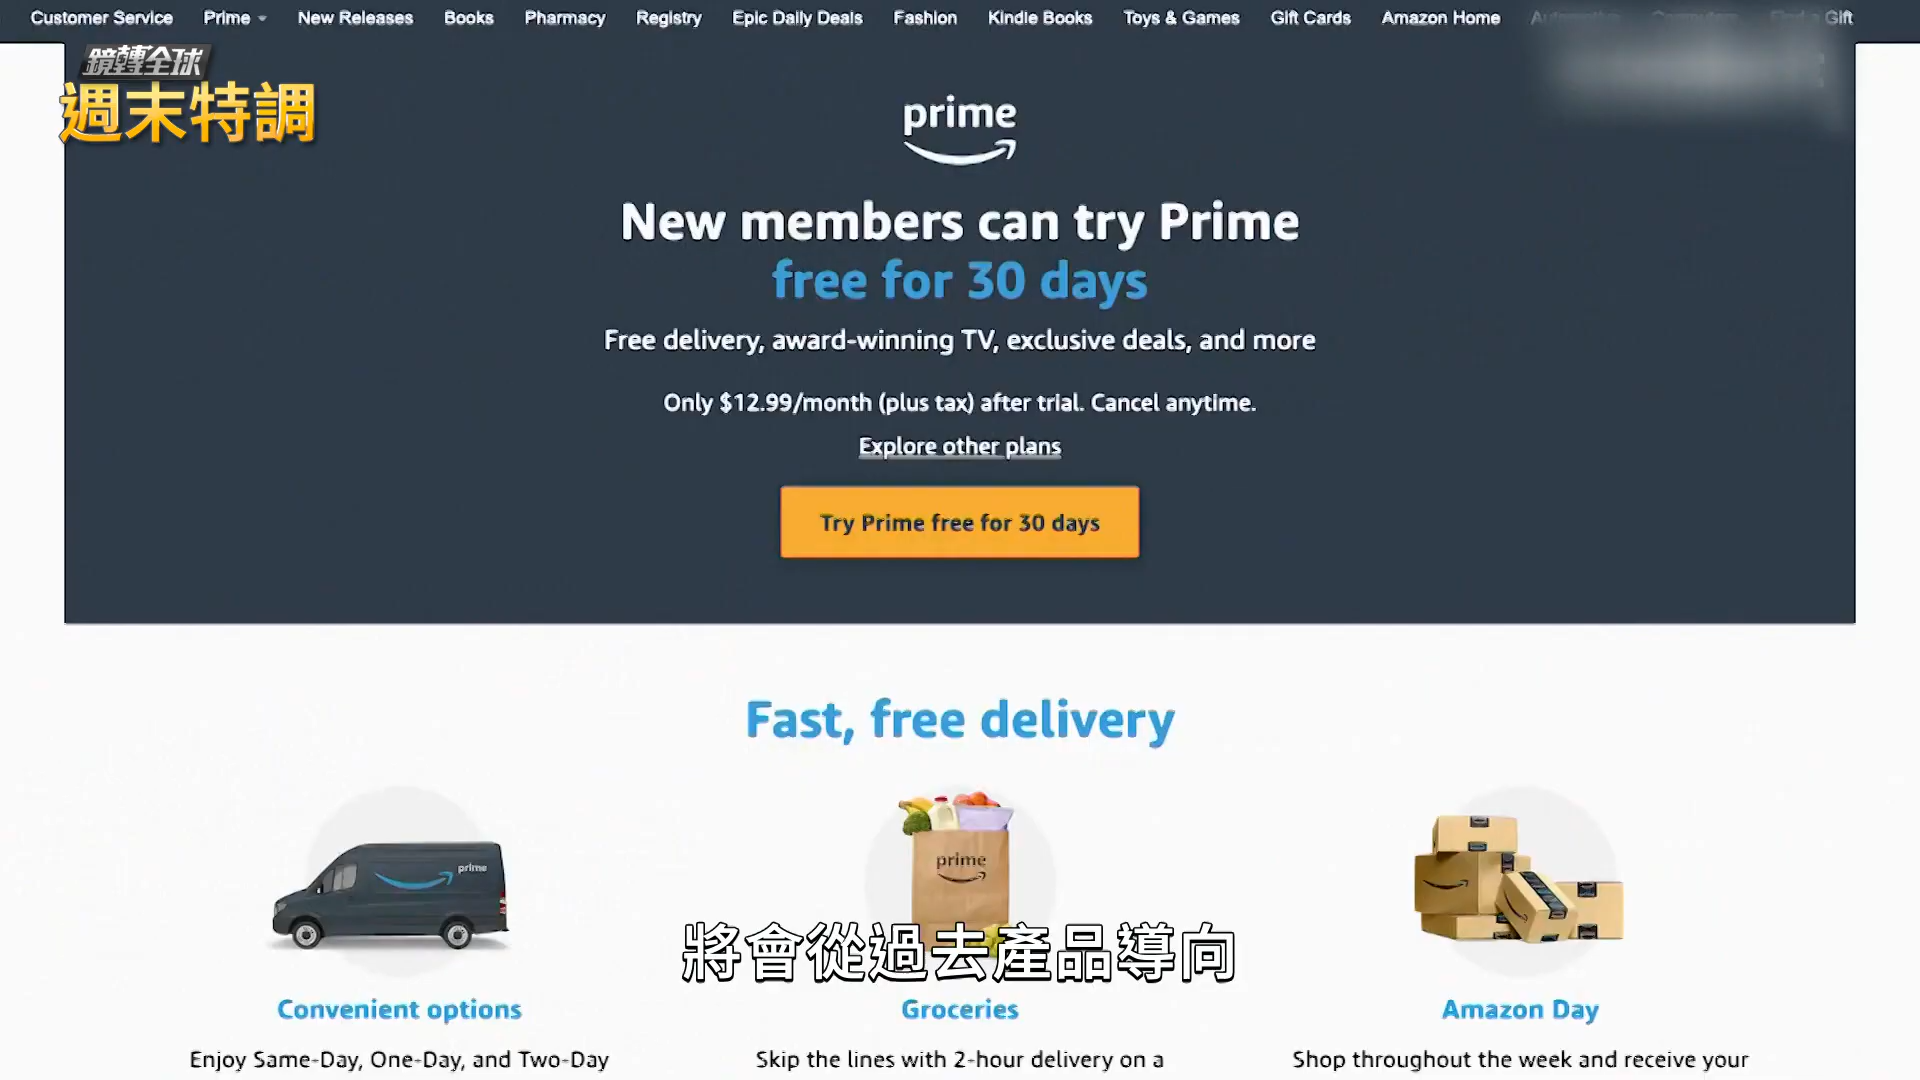 Customer Service Prime New Releases Books Pharmacy Registry Epic Daily Deals Fashion Kindle Books Toys & Games Gift Cards Amazon Home Automotive Computers Find a Gift
鏡轉全球
週末特調
prime
New members can try Prime
free for 30 days
Free delivery, award-winning TV, exclusive deals, and more
Only $12.99/month (plus tax) after trial. Cancel anytime.
Explore other plans
Try Prime free for 30 days
Fast, free delivery
prime
prime
將會從過去產品導向
Convenient options
Groceries
Amazon Day
Enjoy Same-Day, One-Day, and Two-Day
Skip the lines with 2-hour delivery on a
Shop throughout the week and receive your